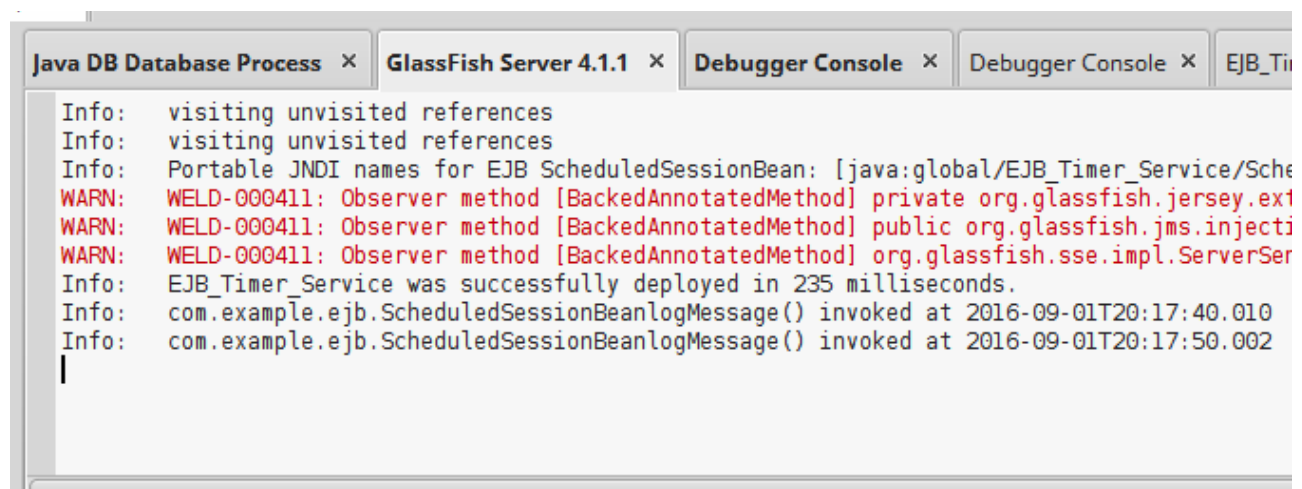 Java DB Database Process × GlassFish Server 4.1.1 × Debugger Console × Debugger Console × EJB_Ti
Info: visiting unvisited references
Info: visiting unvisited references
Info: Portable JNDI names for EJB ScheduledSessionBean: [java:global/EJB_Timer_Service/Sche
WARN: WELD-000411: Observer method [BackedAnnotatedMethod] private org.glassfish.jersey.ext
WARN: WELD-000411: Observer method [BackedAnnotatedMethod] public org.glassfish.jms.injecti
WARN: WELD-000411: Observer method [BackedAnnotatedMethod] org.glassfish.sse.impl.ServerSer
Info: EJB_Timer_Service was successfully deployed in 235 milliseconds.
Info: com.example.ejb.ScheduledSessionBeanlogMessage() invoked at 2016-09-01T20:17:40.010
Info: com.example.ejb.ScheduledSessionBeanlogMessage() invoked at 2016-09-01T20:17:50.002